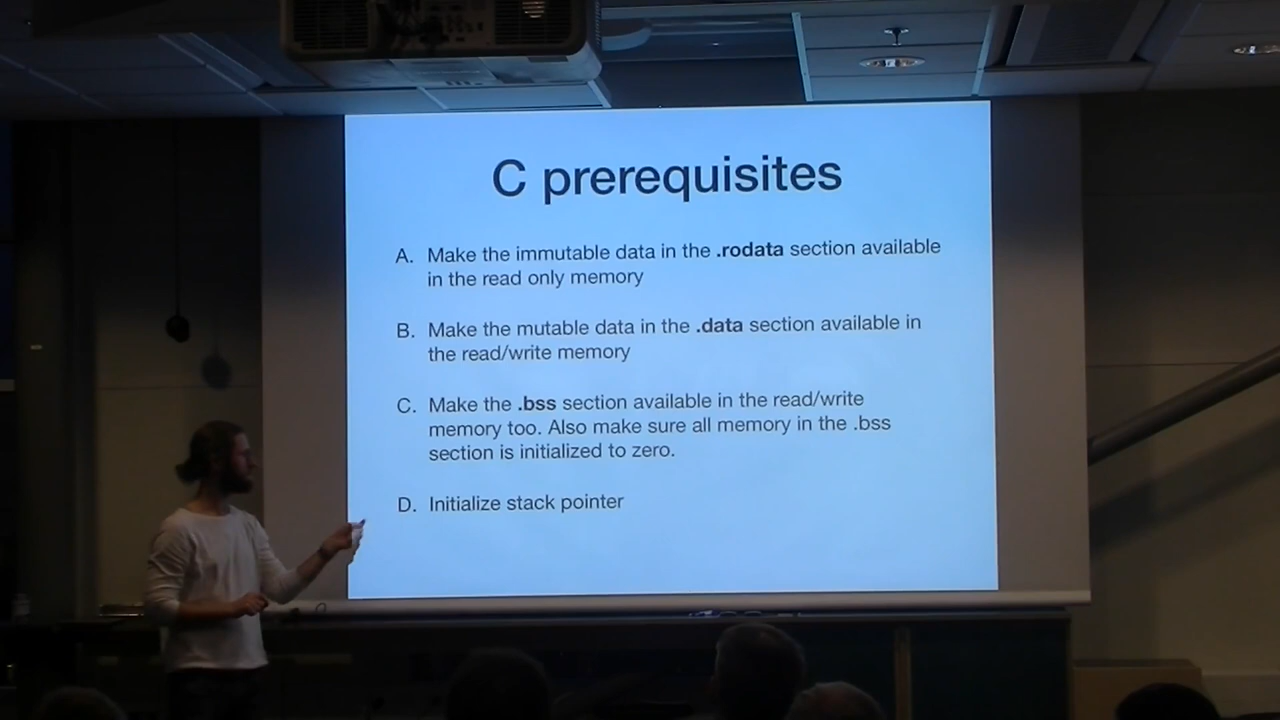 C prerequisites
A. Make the immutable data in the .rodata section available
in the read only memory
B. Make the mutable data in the .data section available in
the read/write memory
C. Make the .bss section available in the read/write
memory too. Also make sure all memory in the .bss
section is initialized to zero.
D. Initialize stack pointer